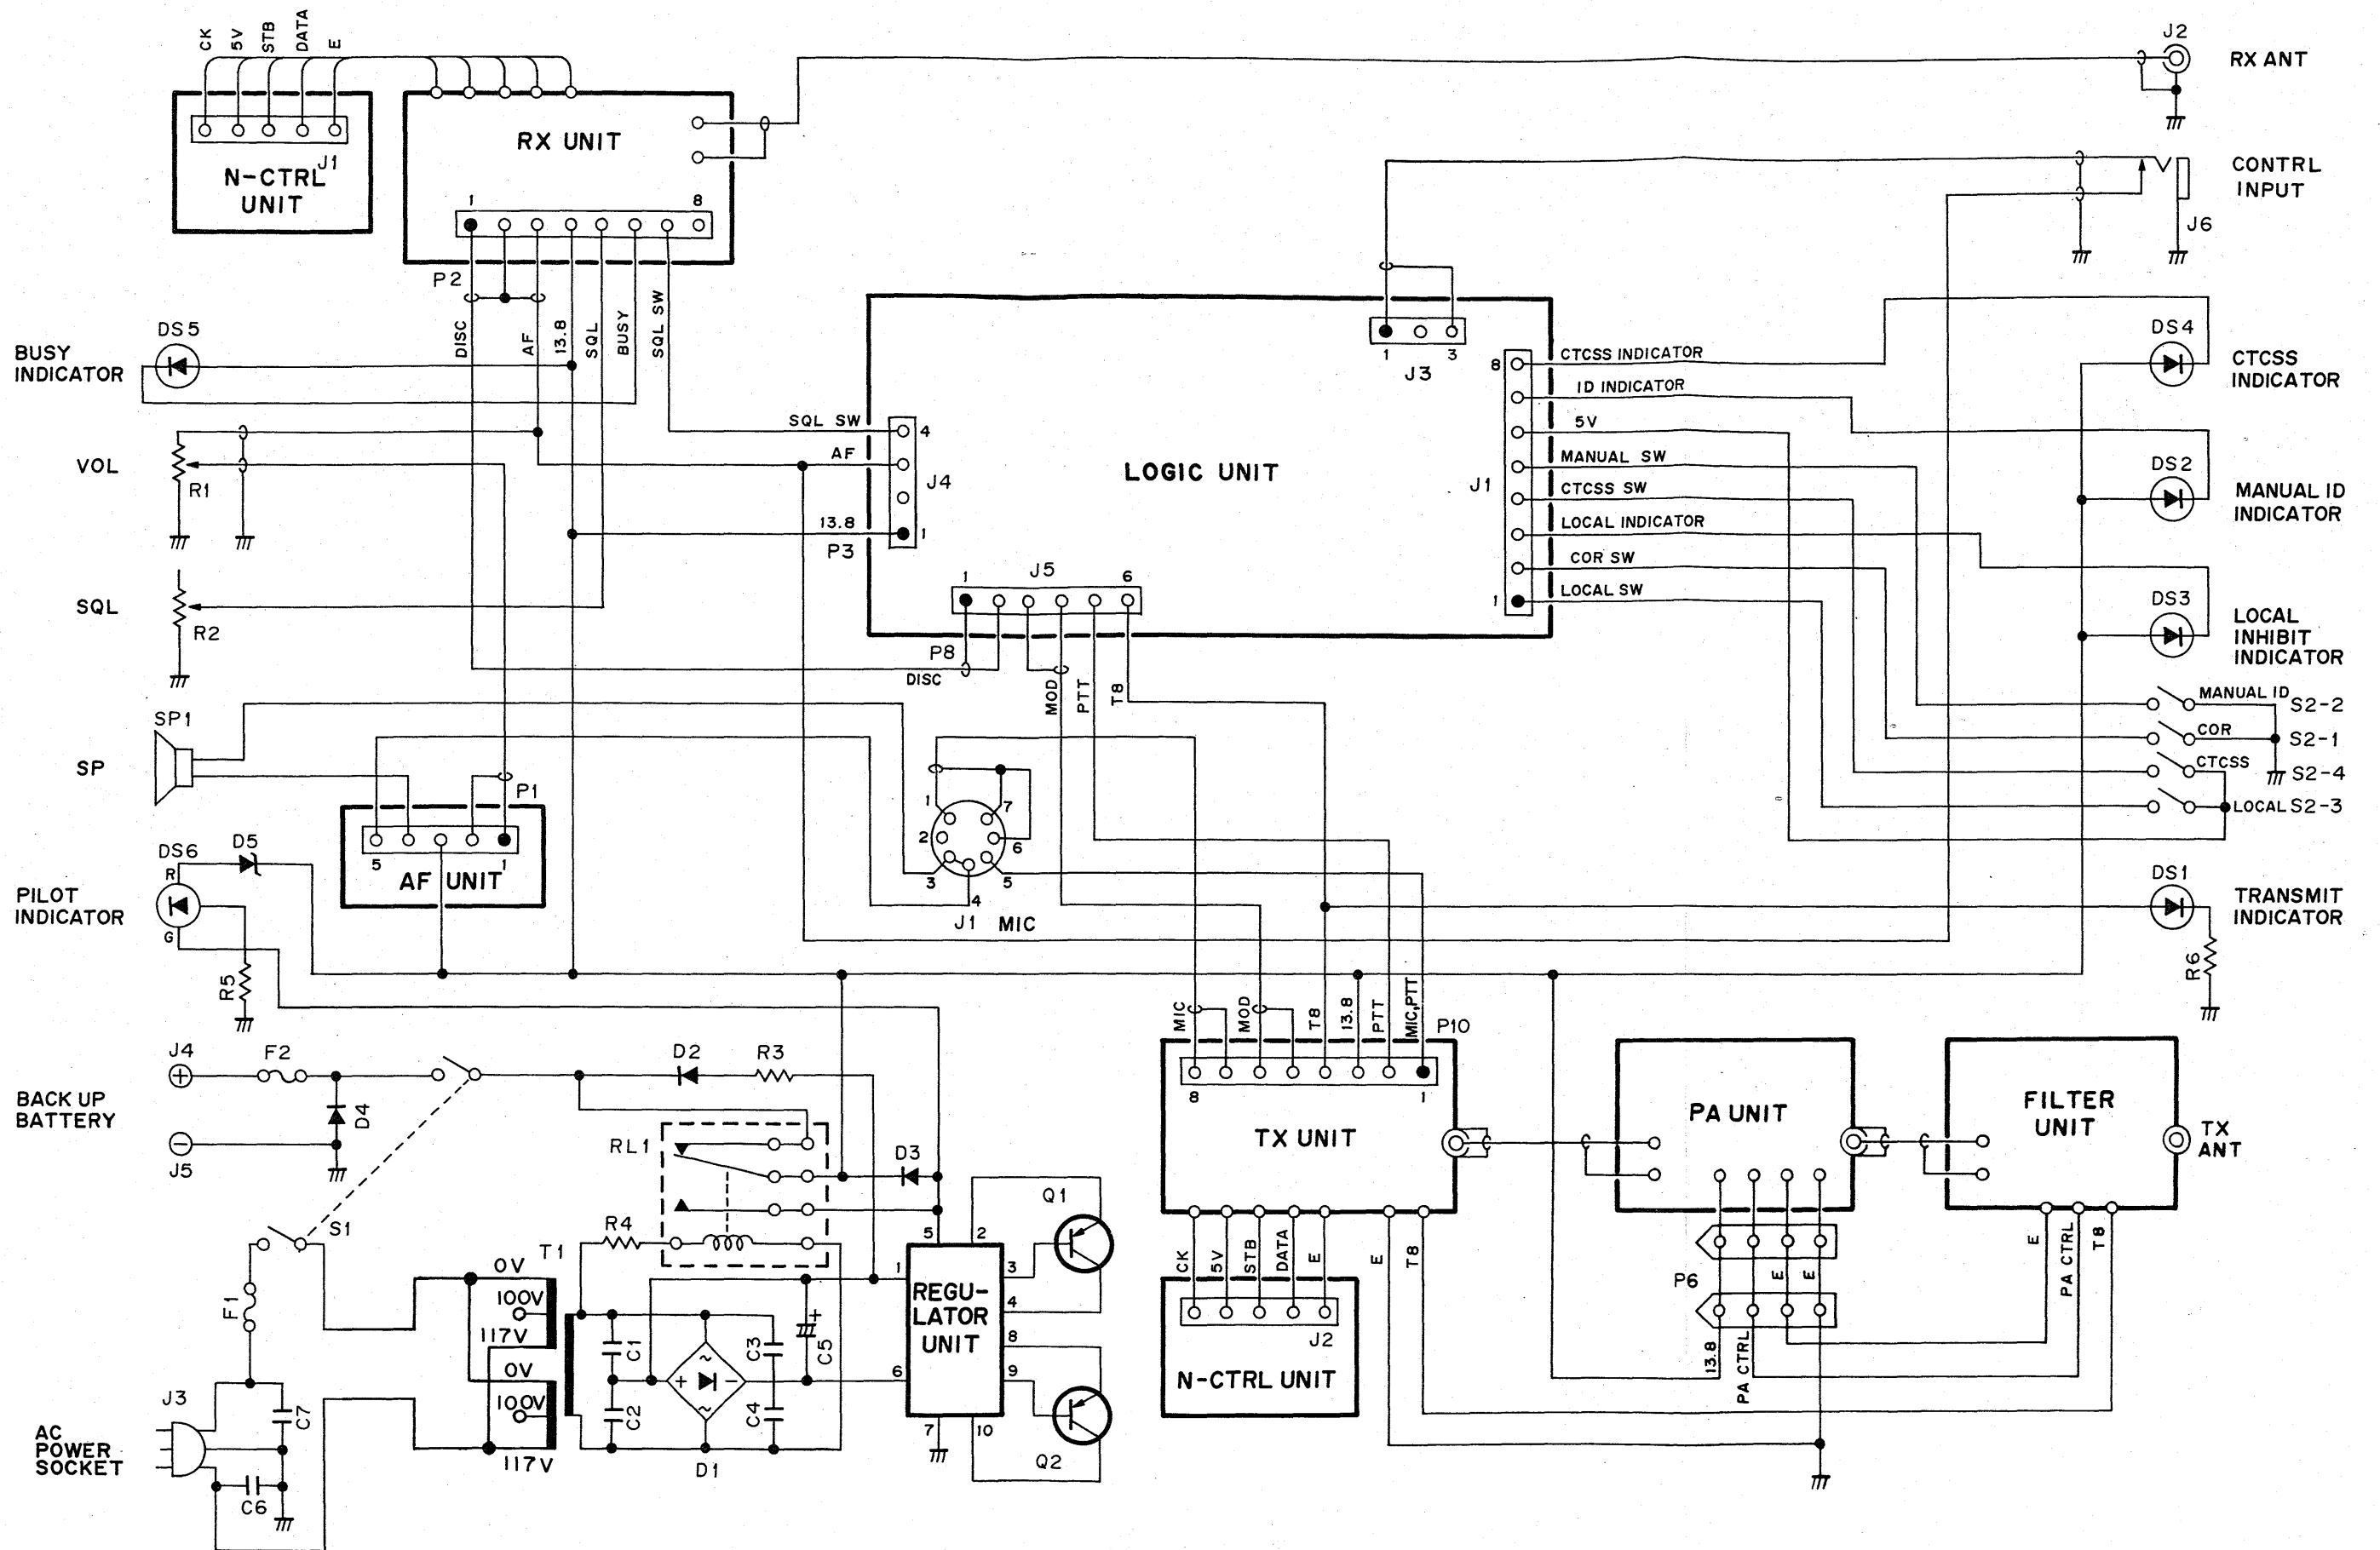 CK
5V
STB
DATA
E
J1
N-CTRL
UNIT
RX UNIT
1
8
P2
DISC
AF
13.8
SQL
BUSY
SQL SW
J2
RX ANT
CONTRL
INPUT
J6
BUSY
INDICATOR
DS5
VOL
R1
SQL
R2
SP1
SP
SQL SW
4
AF
J4
13.8
1
P3
LOGIC UNIT
1
3
J3
8
J1
1
CTCSS INDICATOR
ID INDICATOR
5V
MANUAL SW
CTCSS SW
LOCAL INDICATOR
COR SW
LOCAL SW
DS4
CTCSS
INDICATOR
DS2
MANUAL ID
INDICATOR
DS3
LOCAL
INHIBIT
INDICATOR
MANUAL ID
S2-2
COR
S2-1
CTCSS
S2-4
LOCAL
S2-3
J5
1
6
P8
DISC
MOD
PTT
T8
P1
5
1
AF UNIT
DS6
R
G
D5
R5
PILOT
INDICATOR
1
2
3
4
5
6
7
J1
MIC
DS1
TRANSMIT
INDICATOR
R6
MIC
MOD
T8
13.8
PTT
MIC,PTT
P10
8
1
TX UNIT
CK
5V
STB
DATA
E
E
T8
J2
N-CTRL UNIT
PA UNIT
P6
E
E
13.8
PA CTRL
FILTER
UNIT
E
PA CTRL
T8
TX
ANT
J4
F2
BACK UP
BATTERY
J5
D4
D2
R3
RL1
D3
R4
S1
F1
T1
0V
100V
117V
0V
100V
117V
J3
C7
C6
AC
POWER
SOCKET
C1
C2
C3
C4
+
C5
+
~
-
~
D1
REGU-
LATOR
UNIT
5
2
1
3
4
8
6
9
7
10
Q1
Q2